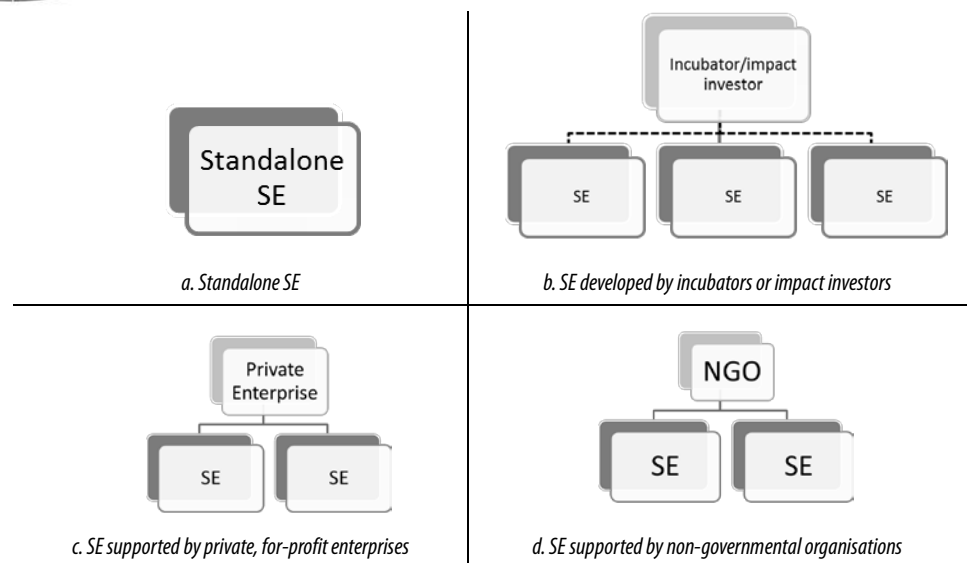 Standalone
SE
a. Standalone SE
Incubator/impact
investor
SE
SE
SE
b. SE developed by incubators or impact investors
Private
Enterprise
SE
SE
c. SE supported by private, for-profit enterprises
NGO
SE
SE
d. SE supported by non-governmental organisations